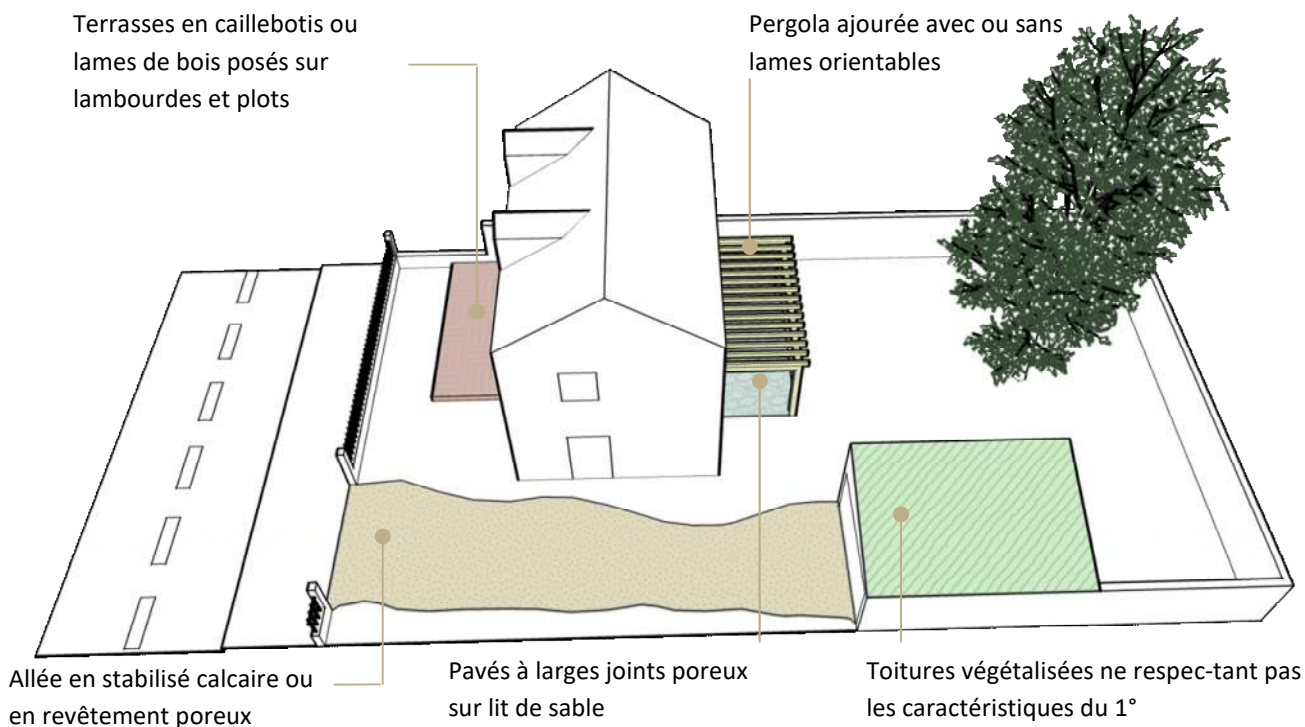 Terrasses en caillebotis ou
lames de bois posés sur
lambourdes et plots
Pergola ajourée avec ou sans
lames orientables
Allée en stabilisé calcaire ou
en revêtement poreux
Pavés à larges joints poreux
sur lit de sable
Toitures végétalisées ne respec-tant pas
les caractéristiques du 1°